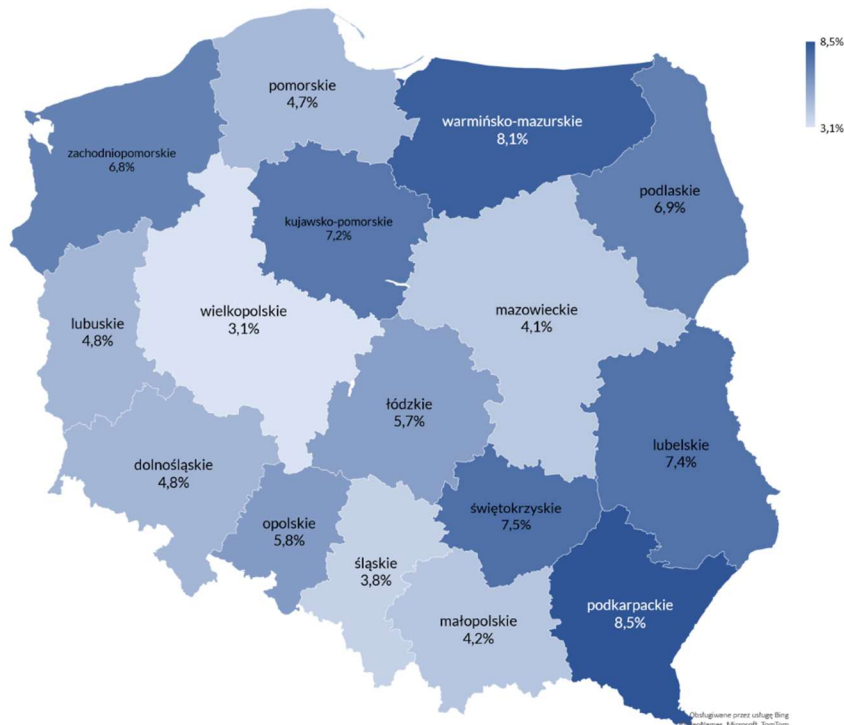 8,5%
3,1%
pomorskie
4,7%
warmińsko-mazurskie
8,1%
zachodniopomorskie
6,8%
podlaskie
6,9%
kujawsko-pomorskie
7,2%
wielkopolskie
3,1%
mazowieckie
4,1%
lubuskie
4,8%
łódzkie
5,7%
lubelskie
7,4%
dolnośląskie
4,8%
świętokrzyskie
7,5%
opolskie
5,8%
śląskie
3,8%
podkarpackie
8,5%
małopolskie
4,2%
Obsługiwane przez usługę Bing
Microsoft, TomTom